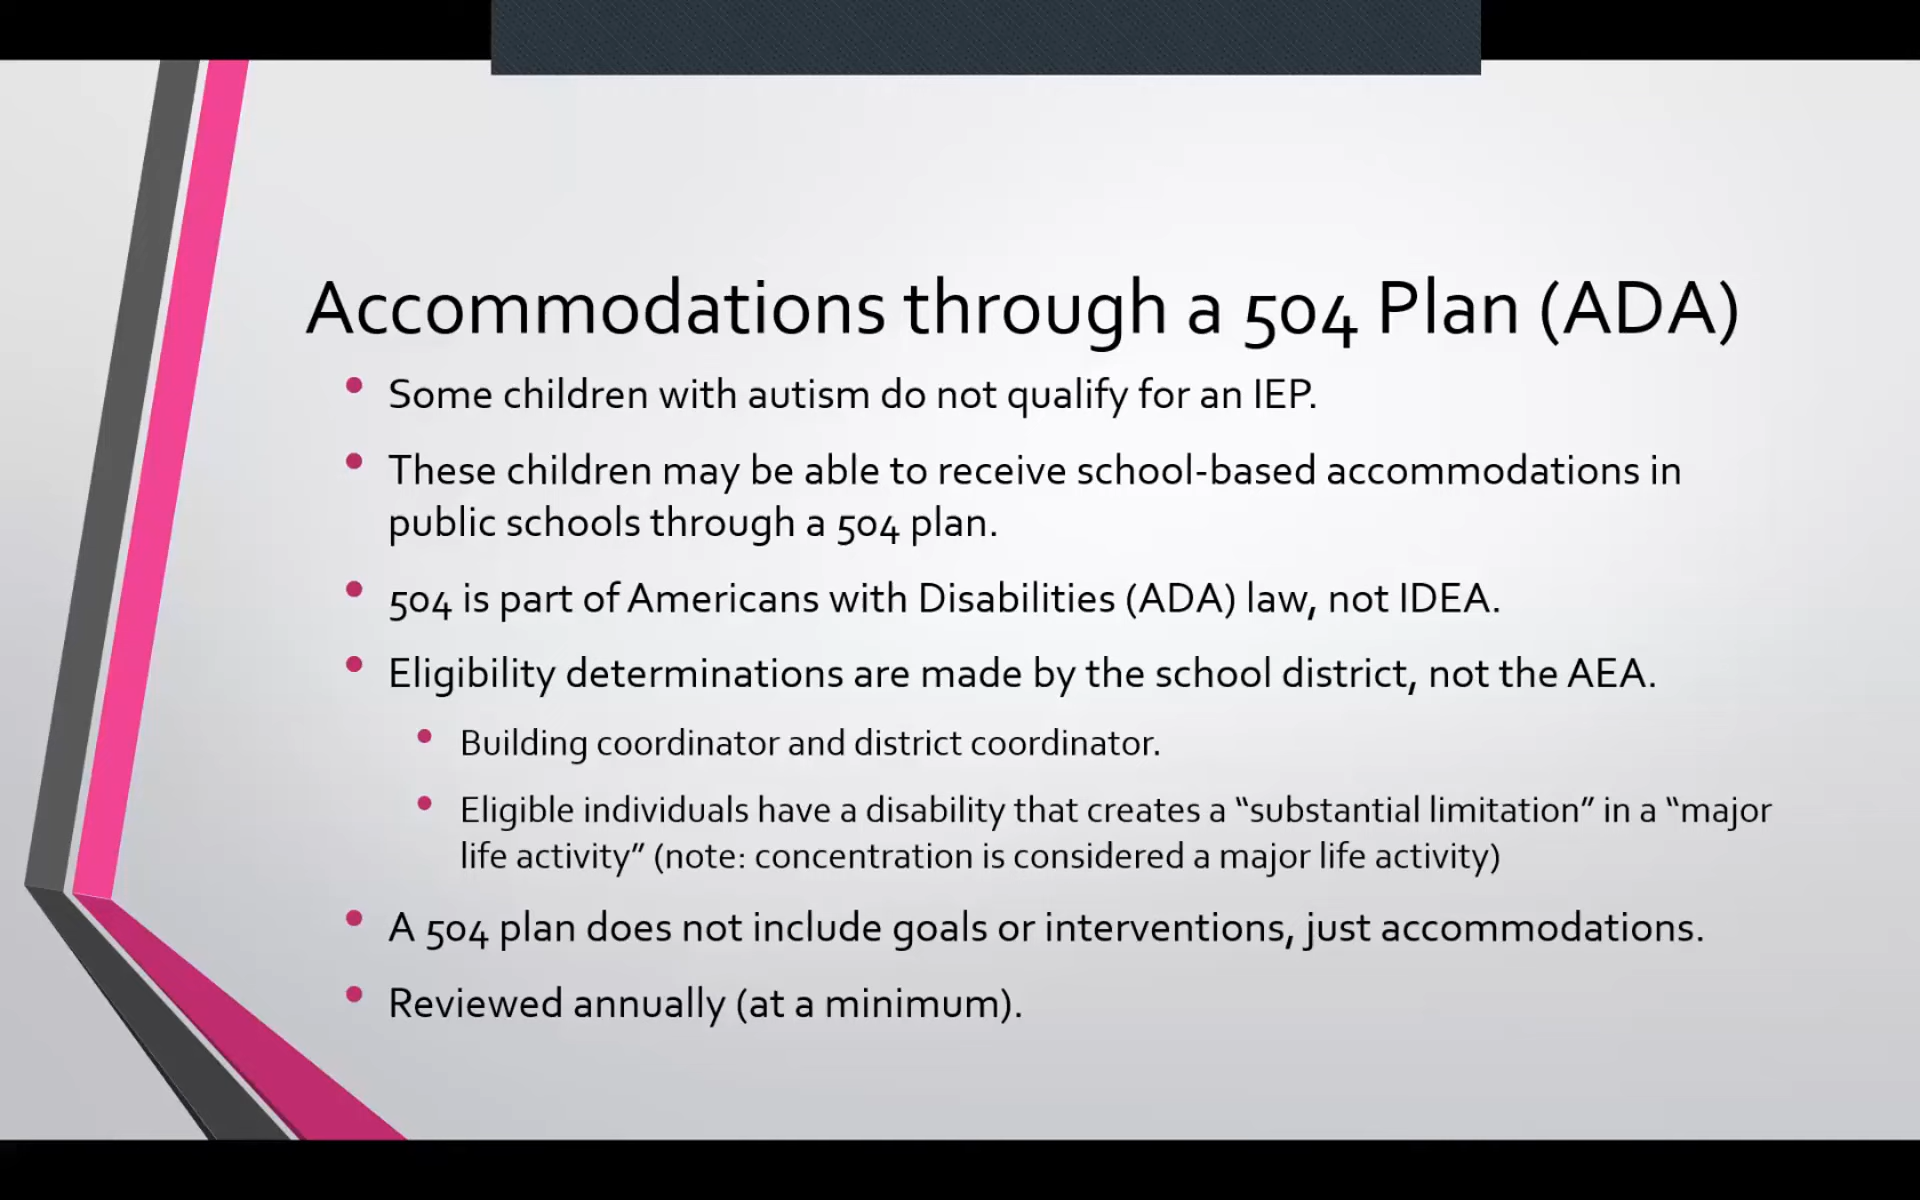 Accommodations through a 504 Plan (ADA)
• Some children with autism do not qualify for an IEP.
• These children may be able to receive school-based accommodations in
public schools through a 504 plan.
• 504 is part of Americans with Disabilities (ADA) law, not IDEA.
• Eligibility determinations are made by the school district, not the AEA.
• Building coordinator and district coordinator.
• Eligible individuals have a disability that creates a “substantial limitation” in a “major
life activity” (note: concentration is considered a major life activity)
• A 504 plan does not include goals or interventions, just accommodations.
• Reviewed annually (at a minimum).